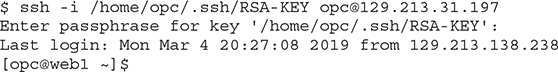 $ ssh -i /home/opc/.ssh/RSA-KEY opc@129.213.31.197
Enter passphrase for key '/home/opc/.ssh/RSA-KEY':
Last login: Mon Mar 4 20:27:08 2019 from 129.213.138.238
[opc@web1 ~]$